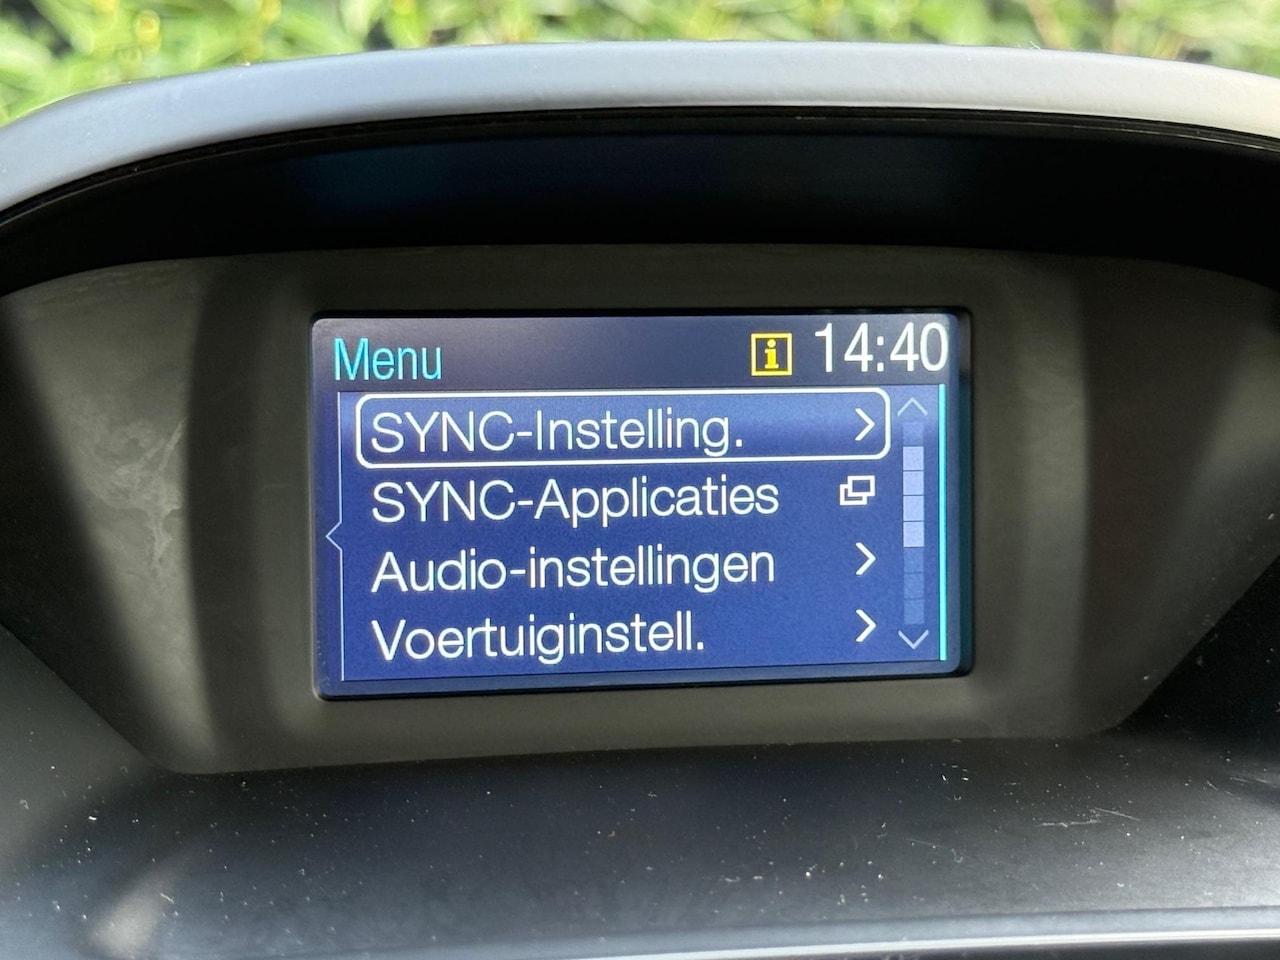 Menu i 14:40
SYNC-Instelling.
SYNC-Applicaties
Audio-instellingen
Voertuiginstell.